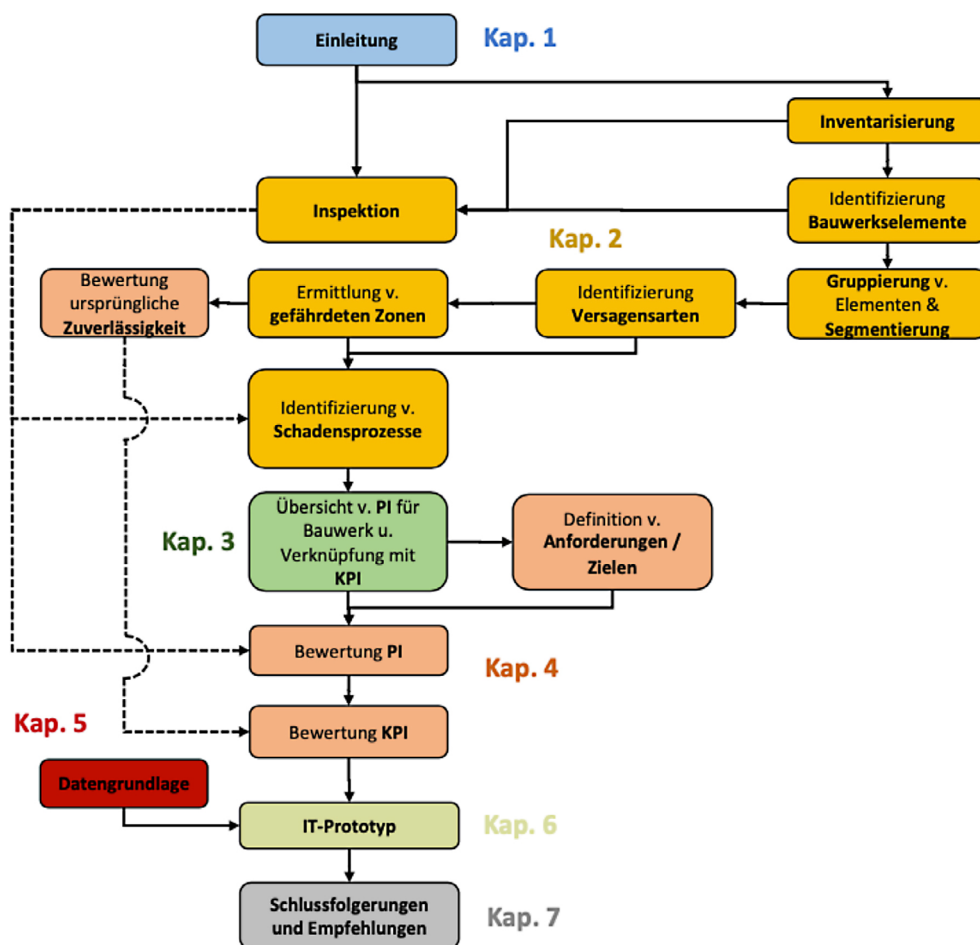 Einleitung
Kap. 1
Inventarisierung
Inspektion
Identifizierung
Bauwerkselemente
Kap. 2
Bewertung
ursprüngliche
Zuverlässigkeit
Ermittlung v.
gefährdeten Zonen
Identifizierung
Versagensarten
Gruppierung v.
Elementen &
Segmentierung
Identifizierung v.
Schadensprozesse
Kap. 3
Übersicht v. PI für
Bauwerk u.
Verknüpfung mit
KPI
Definition v.
Anforderungen /
Zielen
Bewertung PI
Kap. 4
Kap. 5
Bewertung KPI
Datengrundlage
IT-Prototyp
Kap. 6
Schlussfolgerungen
und Empfehlungen
Kap. 7